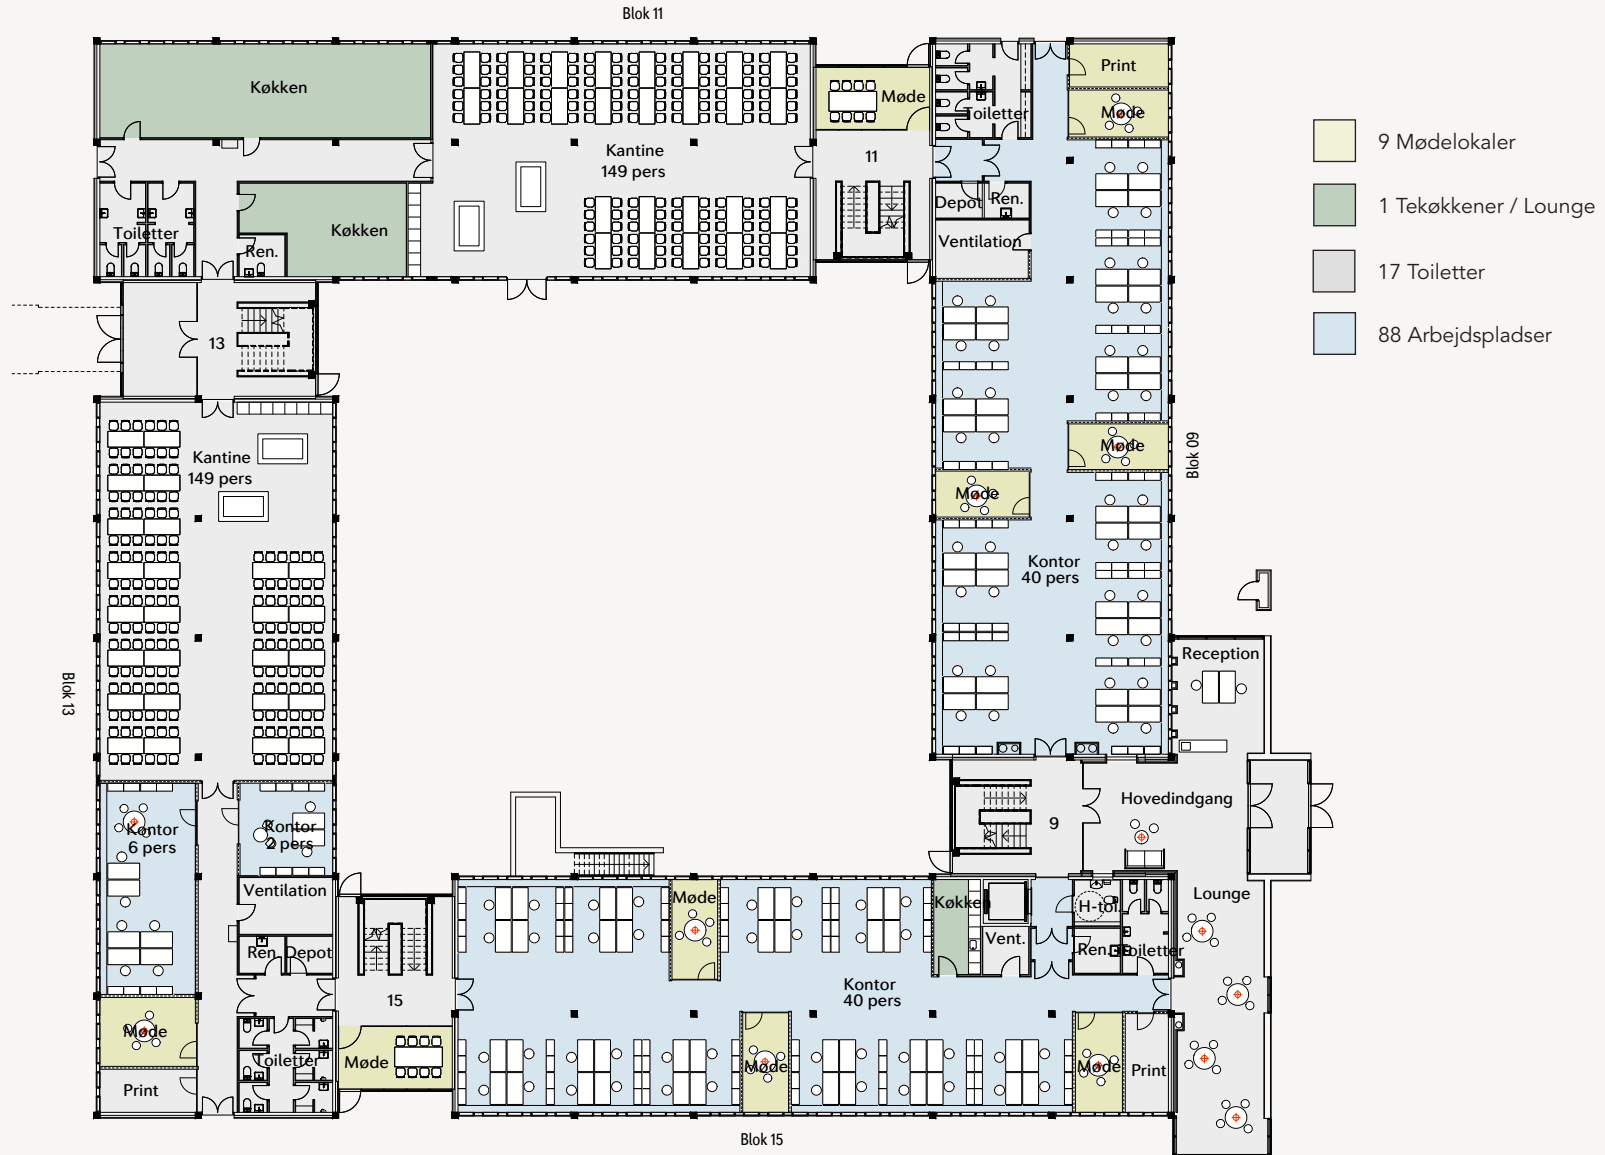 Blok 11
Køkken
Kantine
149 pers
Møde
Toiletter
Print
Møde
11
Depot
Ren.
Ventilation
Toiletter
Køkken
Ren.
13
Kantine
149 pers
Møde
Møde
Blok 09
Kontor
40 pers
Reception
Blok 13
Hovedindgang
9
Kontor
6 pers
Kontor
2 pers
Ventilation
Ren.
Depot
Møde
Køkken
Vent.
H-toi.
Ren.
Toiletter
Lounge
15
Kontor
40 pers
Møde
Print
Toiletter
Møde
Møde
Møde
Print
Blok 15
9 Mødelokaler
1 Tekøkkener / Lounge
17 Toiletter
88 Arbejdspladser